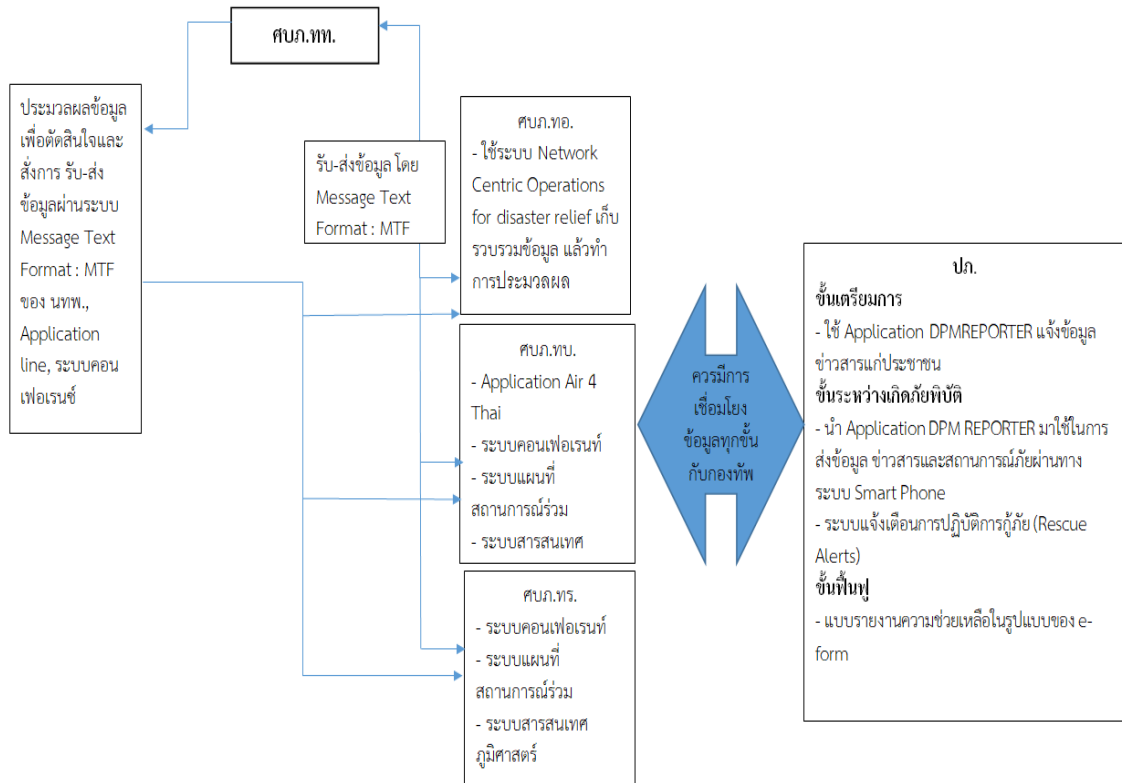 ศบภ.ทท.
ประมวลผลข้อมูล
เพื่อตัดสินใจและ
สั่งการ รับ-ส่ง
ข้อมูลผ่านระบบ
Message Text
Format : MTF
ของ นทพ.,
Application
line, ระบบคอน
เฟอเรนซ์
รับ-ส่งข้อมูล โดย
Message Text
Format : MTF
ศบภ.ทอ.
- ใช้ระบบ Network
Centric Operations
for disaster relief เก็บ
รวบรวมข้อมูล แล้วทำ
การประมวลผล
ศบภ.ทบ.
- Application Air 4
Thai
- ระบบคอนเฟอเรนท์
- ระบบแผนที่
สถานการณ์ร่วม
- ระบบสารสนเทศ
ศบภ.ทร.
- ระบบคอนเฟอเรนท์
- ระบบแผนที่
สถานการณ์ร่วม
- ระบบสารสนเทศ
ภูมิศาสตร์
ควรมีการ
เชื่อมโยง
ข้อมูลทุกขั้น
กับกองทัพ
ปภ.
ขั้นเตรียมการ
- ใช้ Application DPMREPORTER แจ้งข้อมูล
ข่าวสารแก่ประชาชน
ขั้นระหว่างเกิดภัยพิบัติ
- นำ Application DPM REPORTER มาใช้ในการ
ส่งข้อมูล ข่าวสารและสถานการณ์ภัยผ่านทาง
ระบบ Smart Phone
- ระบบแจ้งเตือนการปฏิบัติการกู้ภัย (Rescue
Alerts)
ขั้นฟื้นฟู
- แบบรายงานความช่วยเหลือในรูปแบบของ e-
form